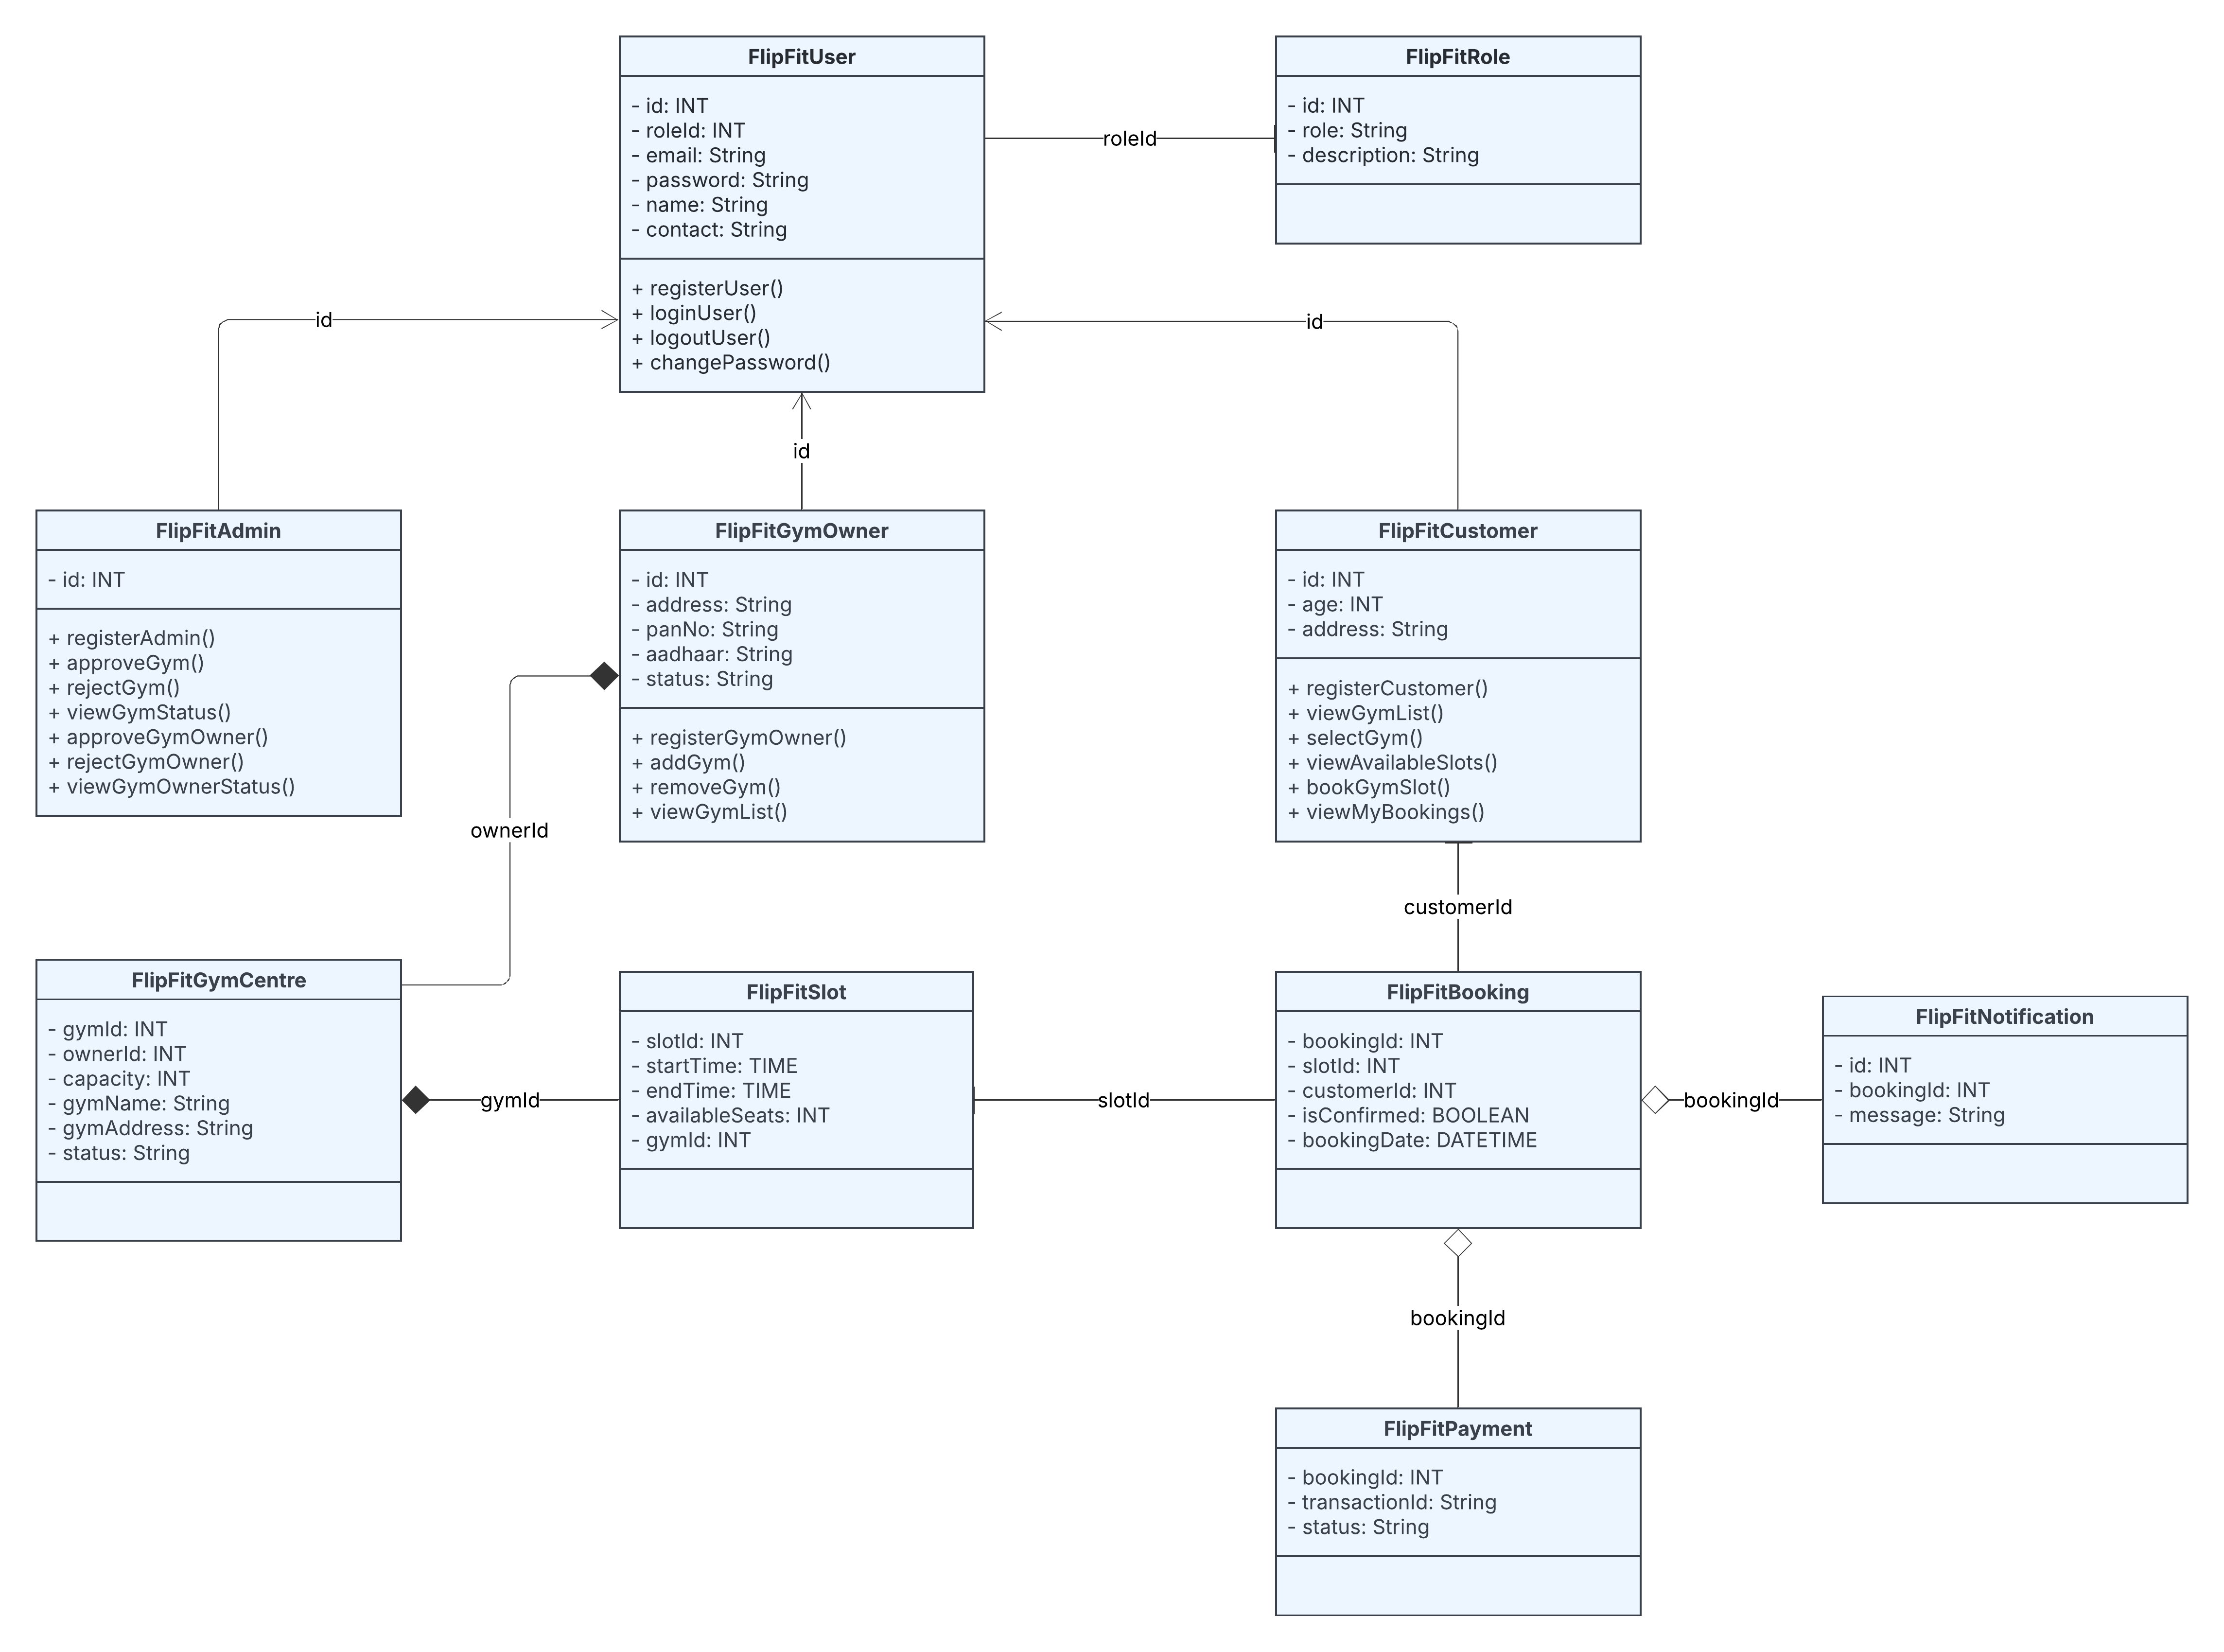 FlipFitUser
- id: INT
- roleId: INT
- email: String
- password: String
- name: String
- contact: String
+ registerUser()
+ loginUser()
+ logoutUser()
+ changePassword()
roleId
FlipFitRole
- id: INT
- role: String
- description: String
id
id
id
FlipFitAdmin
- id: INT
+ registerAdmin()
+ approveGym()
+ rejectGym()
+ viewGymStatus()
+ approveGymOwner()
+ rejectGymOwner()
+ viewGymOwnerStatus()
FlipFitGymOwner
- id: INT
- address: String
- panNo: String
- aadhaar: String
- status: String
+ registerGymOwner()
+ addGym()
+ removeGym()
+ viewGymList()
FlipFitCustomer
- id: INT
- age: INT
- address: String
+ registerCustomer()
+ viewGymList()
+ selectGym()
+ viewAvailableSlots()
+ bookGymSlot()
+ viewMyBookings()
ownerId
customerId
FlipFitGymCentre
- gymId: INT
- ownerId: INT
- capacity: INT
- gymName: String
- gymAddress: String
- status: String
gymId
FlipFitSlot
- slotId: INT
- startTime: TIME
- endTime: TIME
- availableSeats: INT
- gymId: INT
slotId
FlipFitBooking
- bookingId: INT
- slotId: INT
- customerId: INT
- isConfirmed: BOOLEAN
- bookingDate: DATETIME
bookingId
FlipFitNotification
- id: INT
- bookingId: INT
- message: String
bookingId
FlipFitPayment
- bookingId: INT
- transactionId: String
- status: String